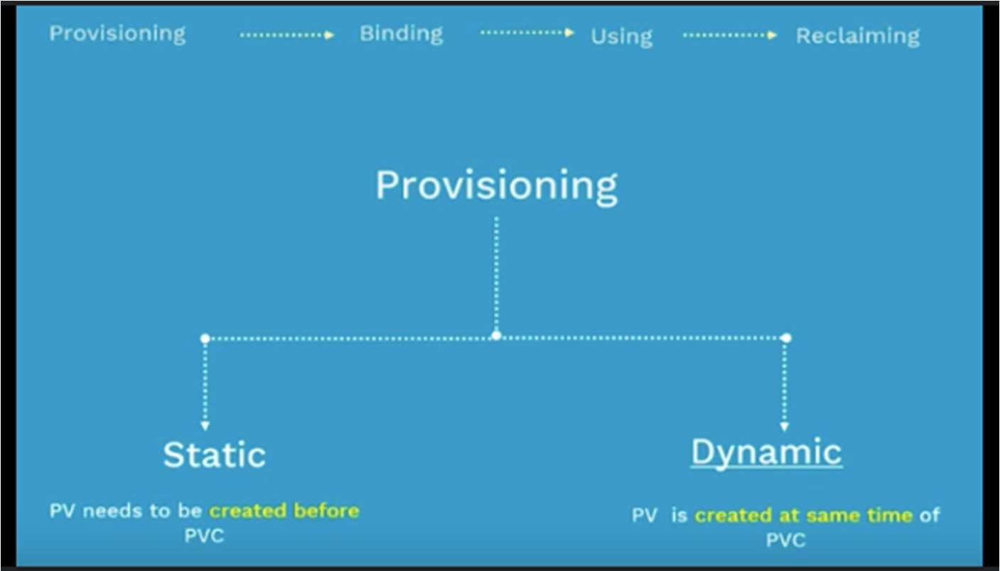 Provisioning Binding Using Reclaiming
Provisioning
Static
Dynamic
PV needs to be created before
PVC
PV is created at same time of
PVC